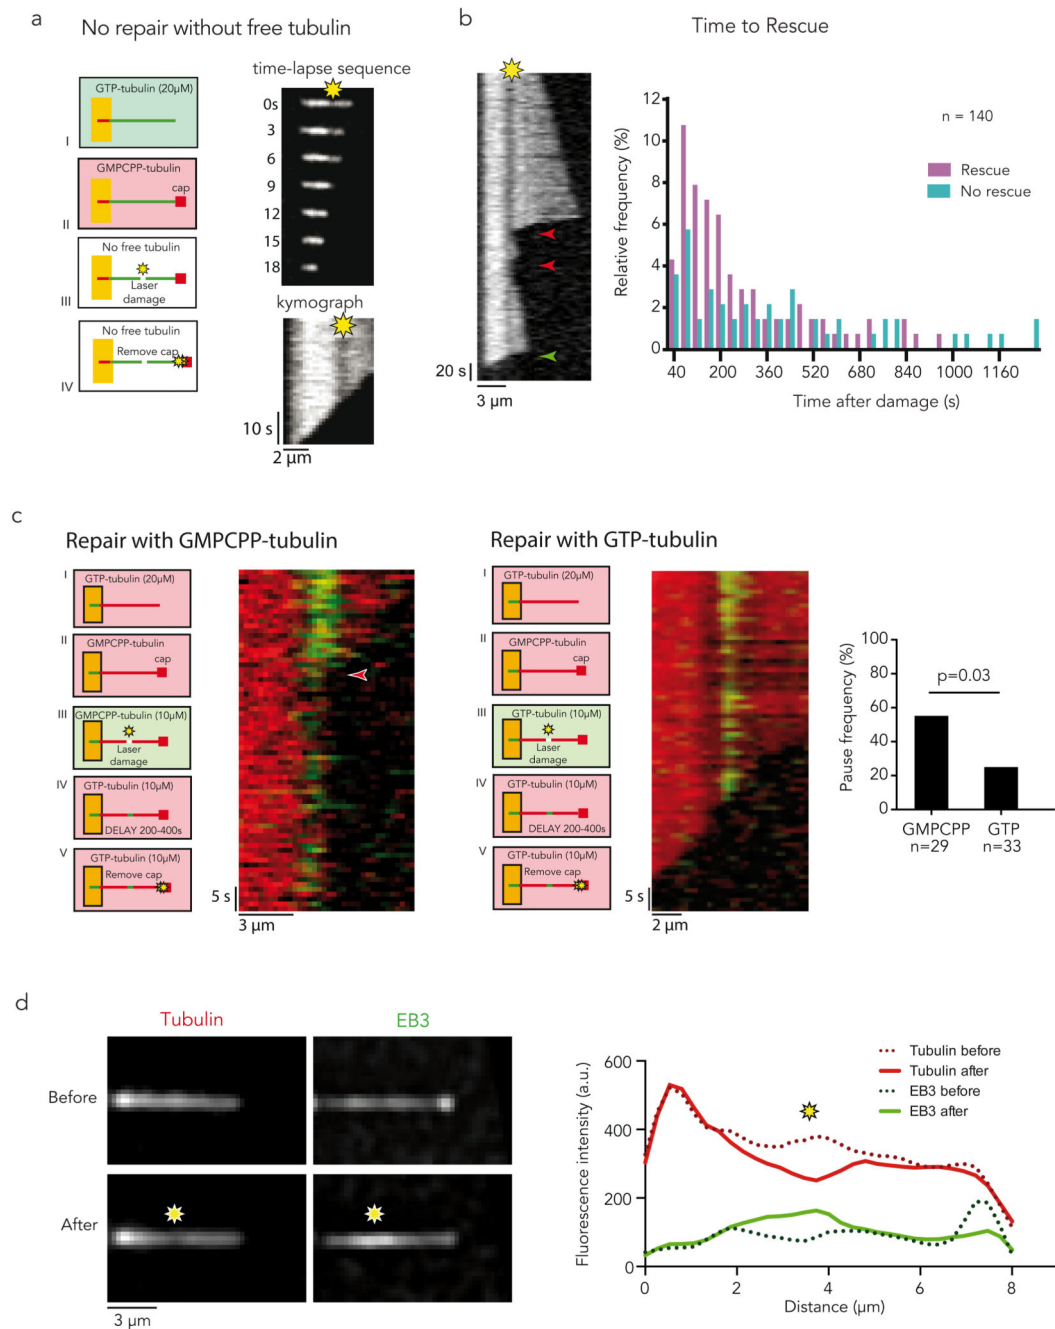 a
No repair without free tubulin
GTP-tubulin (20µM)
I
GMPCPP-tubulin
cap
II
No free tubulin
Laser
damage
III
No free tubulin
Remove cap
IV
time-lapse sequence
0s
3
6
9
12
15
18
kymograph
10 s
2 µm
b
Time to Rescue
20 s
3 µm
n = 140
Rescue
No rescue
Relative frequency (%)
12
10
8
6
4
2
0
40 200 360 520 680 840 1000 1160
Time after damage (s)
c
Repair with GMPCPP-tubulin
I
GTP-tubulin (20µM)
II
GMPCPP-tubulin
cap
III
GMPCPP-tubulin (10µM)
Laser
damage
IV
GTP-tubulin (10µM)
DELAY 200-400s
V
GTP-tubulin (10µM)
Remove cap
5 s
3 µm
Repair with GTP-tubulin
I
GTP-tubulin (20µM)
II
GMPCPP-tubulin
cap
III
GTP-tubulin (10µM)
Laser
damage
IV
GTP-tubulin (10µM)
DELAY 200-400s
V
GTP-tubulin (10µM)
Remove cap
5 s
2 µm
Pause frequency (%)
100
80
60
40
20
0
p=0.03
GMPCPP GTP
n=29 n=33
d
Tubulin EB3
Before
After
3 µm
Fluorescence intensity (a.u.)
600
400
200
0
0 2 4 6 8
Distance (µm)
Tubulin before
Tubulin after
EB3 before
EB3 after